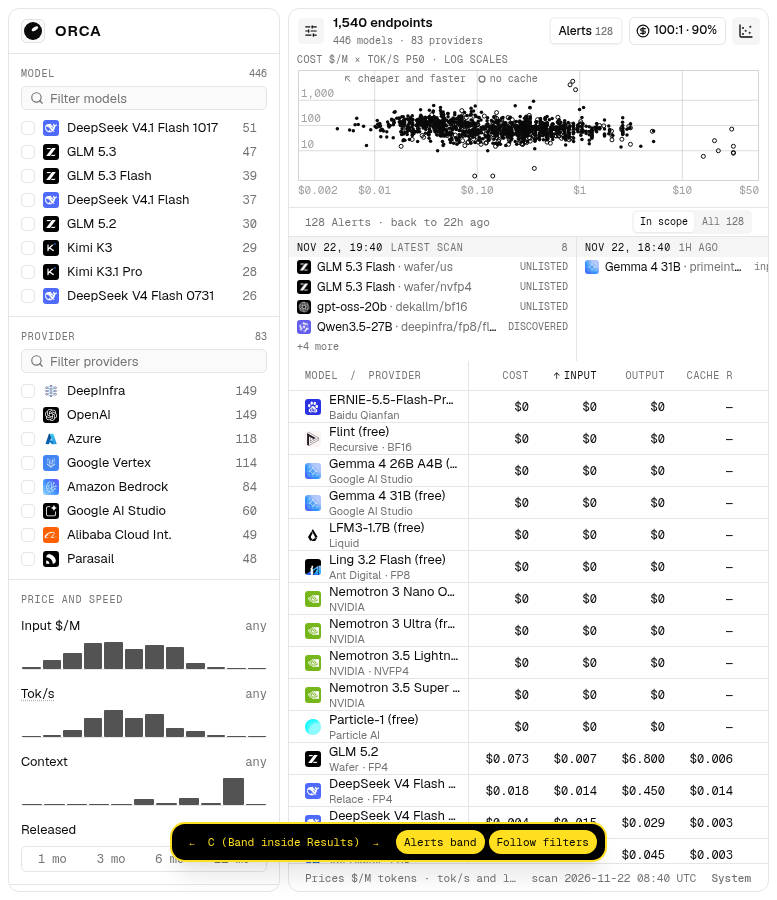 ORCA
MODEL 446
Filter models
DeepSeek V4.1 Flash 1017 51
GLM 5.3 47
GLM 5.3 Flash 39
DeepSeek V4.1 Flash 37
GLM 5.2 30
Kimi K3 29
Kimi K3.1 Pro 28
DeepSeek V4 Flash 0731 26
PROVIDER 83
Filter providers
DeepInfra 149
OpenAI 149
Azure 118
Google Vertex 114
Amazon Bedrock 84
Google AI Studio 60
Alibaba Cloud Int. 49
Parasail 48
PRICE AND SPEED
Input $/M any
Tok/s any
Context any
Released
1 mo 3 mo
1,540 endpoints
446 models · 83 providers
Alerts 128
100:1 · 90%
COST $/M × TOK/S P50 · LOG SCALES
↖ cheaper and faster no cache
1,000
100
10
$0.002 $0.01 $0.10 $1 $10 $50
128 Alerts · back to 22h ago
In scope All 128
NOV 22, 19:40 LATEST SCAN 8
GLM 5.3 Flash · wafer/us UNLISTED
GLM 5.3 Flash · wafer/nvfp4 UNLISTED
gpt-oss-20b · dekallm/bf16 UNLISTED
Qwen3.5-27B · deepinfra/fp8/fl… DISCOVERED
+4 more
NOV 22, 18:40 1H AGO
Gemma 4 31B · primeint…
MODEL / PROVIDER COST ↑ INPUT OUTPUT CACHE R
ERNIE-5.5-Flash-Pr… $0 $0 $0 —
Baidu Qianfan
Flint (free) $0 $0 $0 —
Recursive · BF16
Gemma 4 26B A4B (… $0 $0 $0 —
Google AI Studio
Gemma 4 31B (free) $0 $0 $0 —
Google AI Studio
LFM3-1.7B (free) $0 $0 $0 —
Liquid
Ling 3.2 Flash (free) $0 $0 $0 —
Ant Digital · FP8
Nemotron 3 Nano O… $0 $0 $0 —
NVIDIA
Nemotron 3 Ultra (fr… $0 $0 $0 —
NVIDIA
Nemotron 3.5 Lightn… $0 $0 $0 —
NVIDIA · NVFP4
Nemotron 3.5 Super … $0 $0 $0 —
NVIDIA
Particle-1 (free) $0 $0 $0 —
Particle AI
GLM 5.2 $0.073 $0.007 $6.800 $0.006
Wafer · FP4
DeepSeek V4 Flash … $0.018 $0.014 $0.450 $0.014
Relace · FP4
DeepSeek V4 Flash … $0.004 $0.015 $0.029 $0.003
$0.045 $0.003
← C (Band inside Results) → Alerts band Follow filters
Prices $/M tokens · tok/s and l… scan 2026-11-22 08:40 UTC System